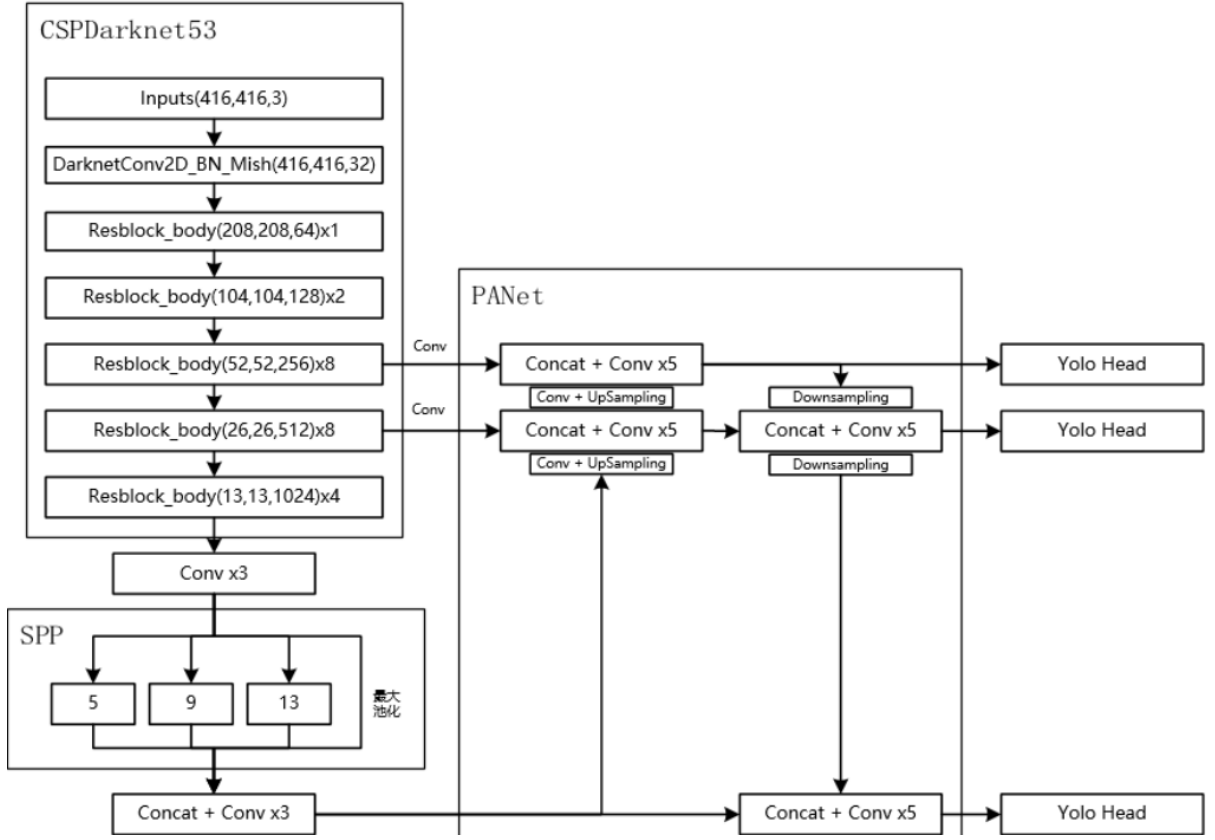 CSPDarknet53
Inputs(416,416,3)
DarknetConv2D_BN_Mish(416,416,32)
Resblock_body(208,208,64)x1
Resblock_body(104,104,128)x2
Resblock_body(52,52,256)x8
Resblock_body(26,26,512)x8
Resblock_body(13,13,1024)x4
Conv x3
SPP
5
9
13
最大
池化
Concat + Conv x3
Conv
Conv
PANet
Concat + Conv x5
Conv + UpSampling
Concat + Conv x5
Conv + UpSampling
Downsampling
Concat + Conv x5
Downsampling
Concat + Conv x5
Yolo Head
Yolo Head
Yolo Head